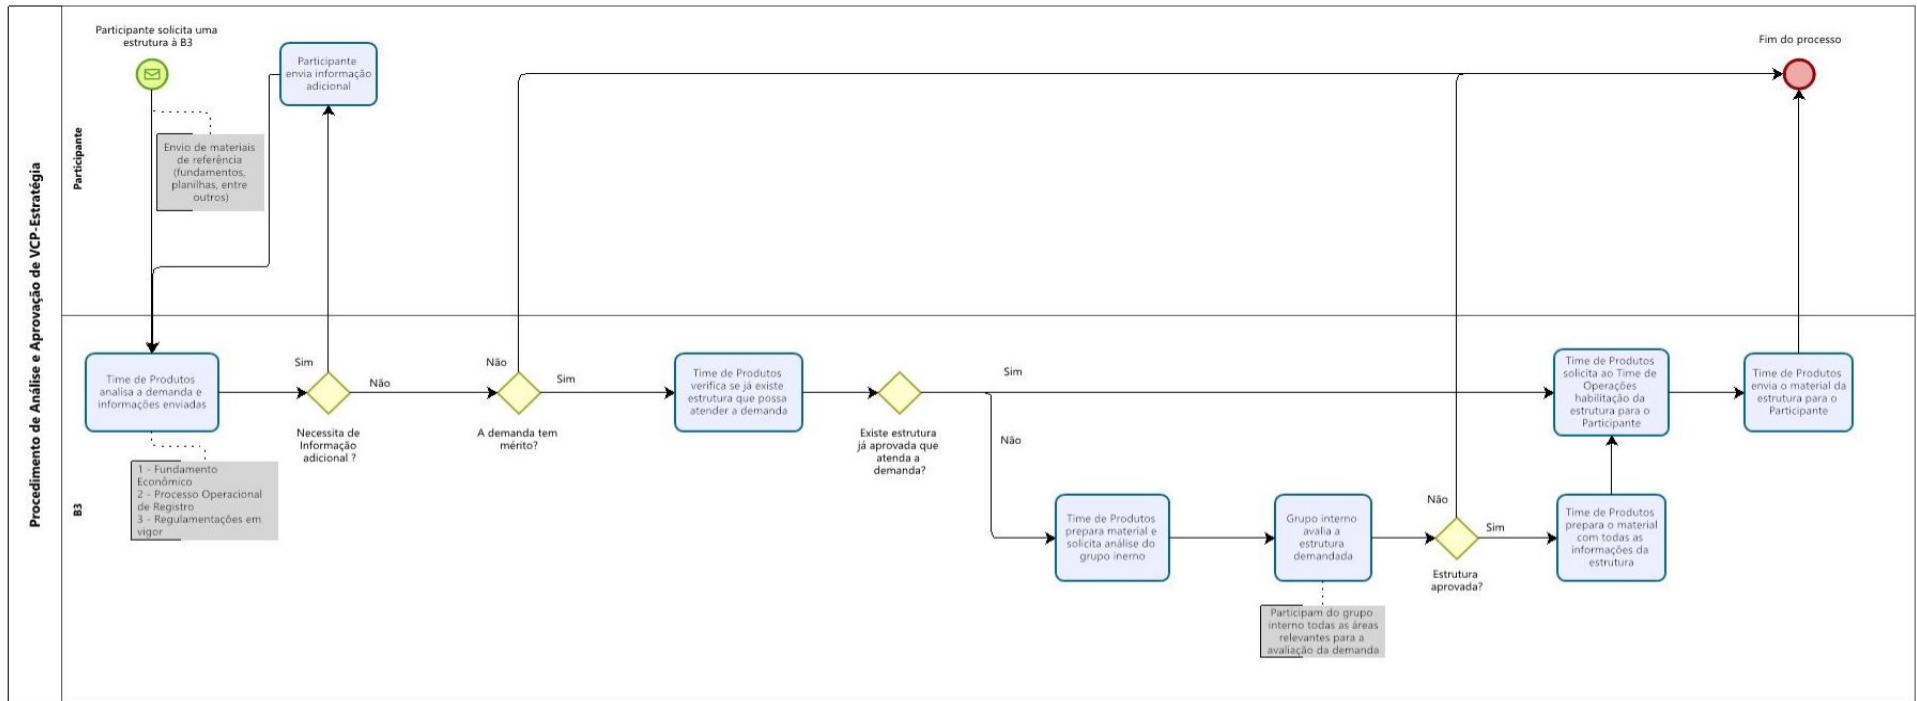 Procedimento de Análise e Aprovação de VCP-Estratégia
Participante
Participante solicita uma
estrutura à B3
Envio de materiais
de referência
(fundamentos,
planilhas, entre
outros)
Participante
envia informação
adicional
Fim do processo
B3
Time de Produtos
analisa a demanda e
informações enviadas
1 - Fundamento
Econômico
2 - Processo Operacional
de Registro
3 - Regulamentações em
vigor
Sim
Não
Necessita de
Informação
adicional ?
Não
Sim
A demanda tem
mérito?
Time de Produtos
verifica se já existe
estrutura que possa
atender a demanda
Existe estrutura
já aprovada que
atenda a
demanda?
Sim
Não
Time de Produtos
prepara material e
solicita análise do
grupo inerno
Grupo interno
avalia a
estrutura
demandada
Participam do grupo
interno todas as áreas
relevantes para a
avaliação da demanda
Não
Sim
Estrutura
aprovada?
Time de Produtos
prepara o material
com todas as
informações da
estrutura
Time de Produtos
solicita ao Time de
Operações
habilitação da
estrutura para o
Participante
Time de Produtos
envia o material da
estrutura para o
Participante